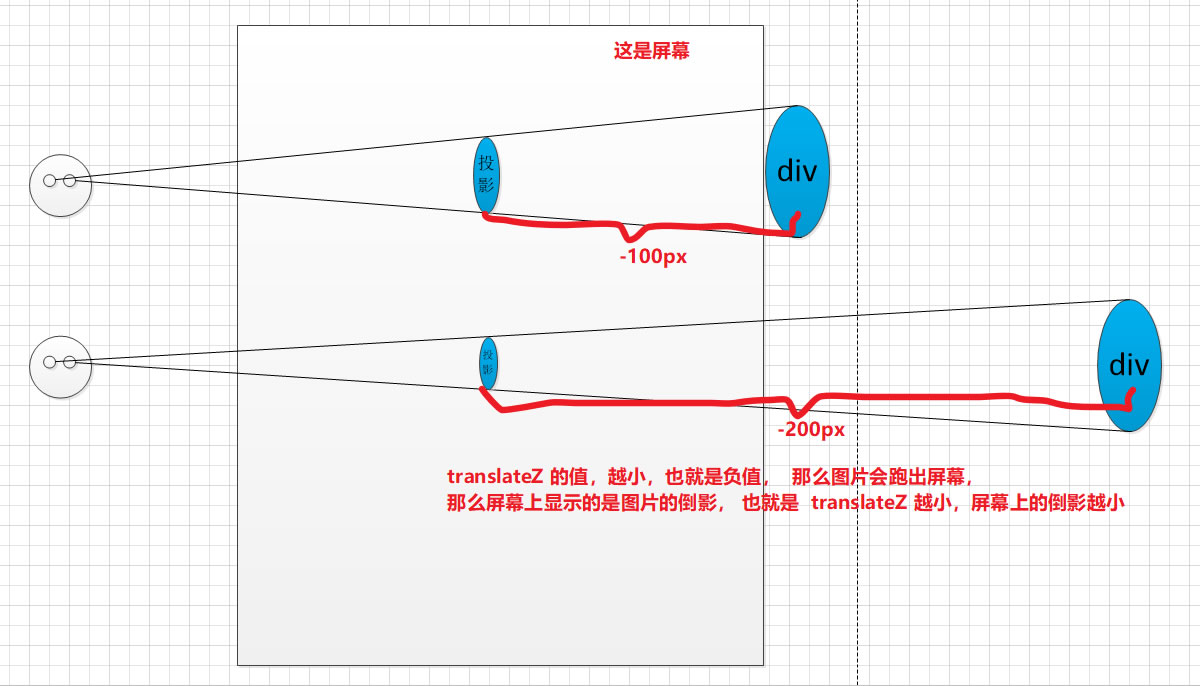 这是屏幕
投
影
div
-100px
投
影
div
-200px
translateZ 的值，越小，也就是负值， 那么图片会跑出屏幕，
那么屏幕上显示的是图片的倒影， 也就是 translateZ 越小，屏幕上的倒影越小